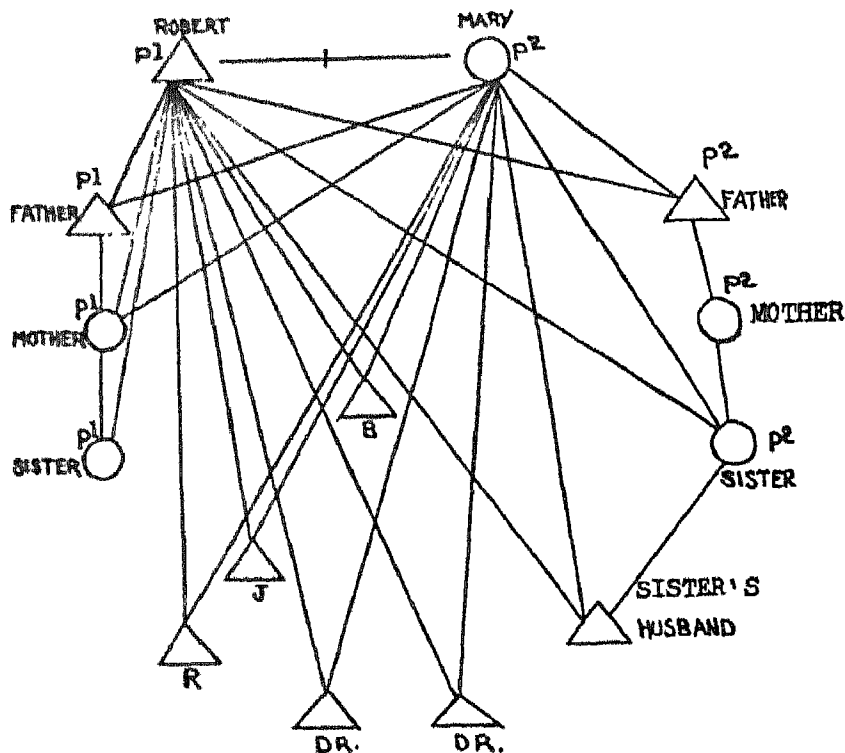 ROBERT
MARY
p1
p2
p1
p2
FATHER
FATHER
p1
p2
MOTHER
MOTHER
p1
p2
SISTER
SISTER
B
J
SISTER'S
HUSBAND
R
DR.
DR.